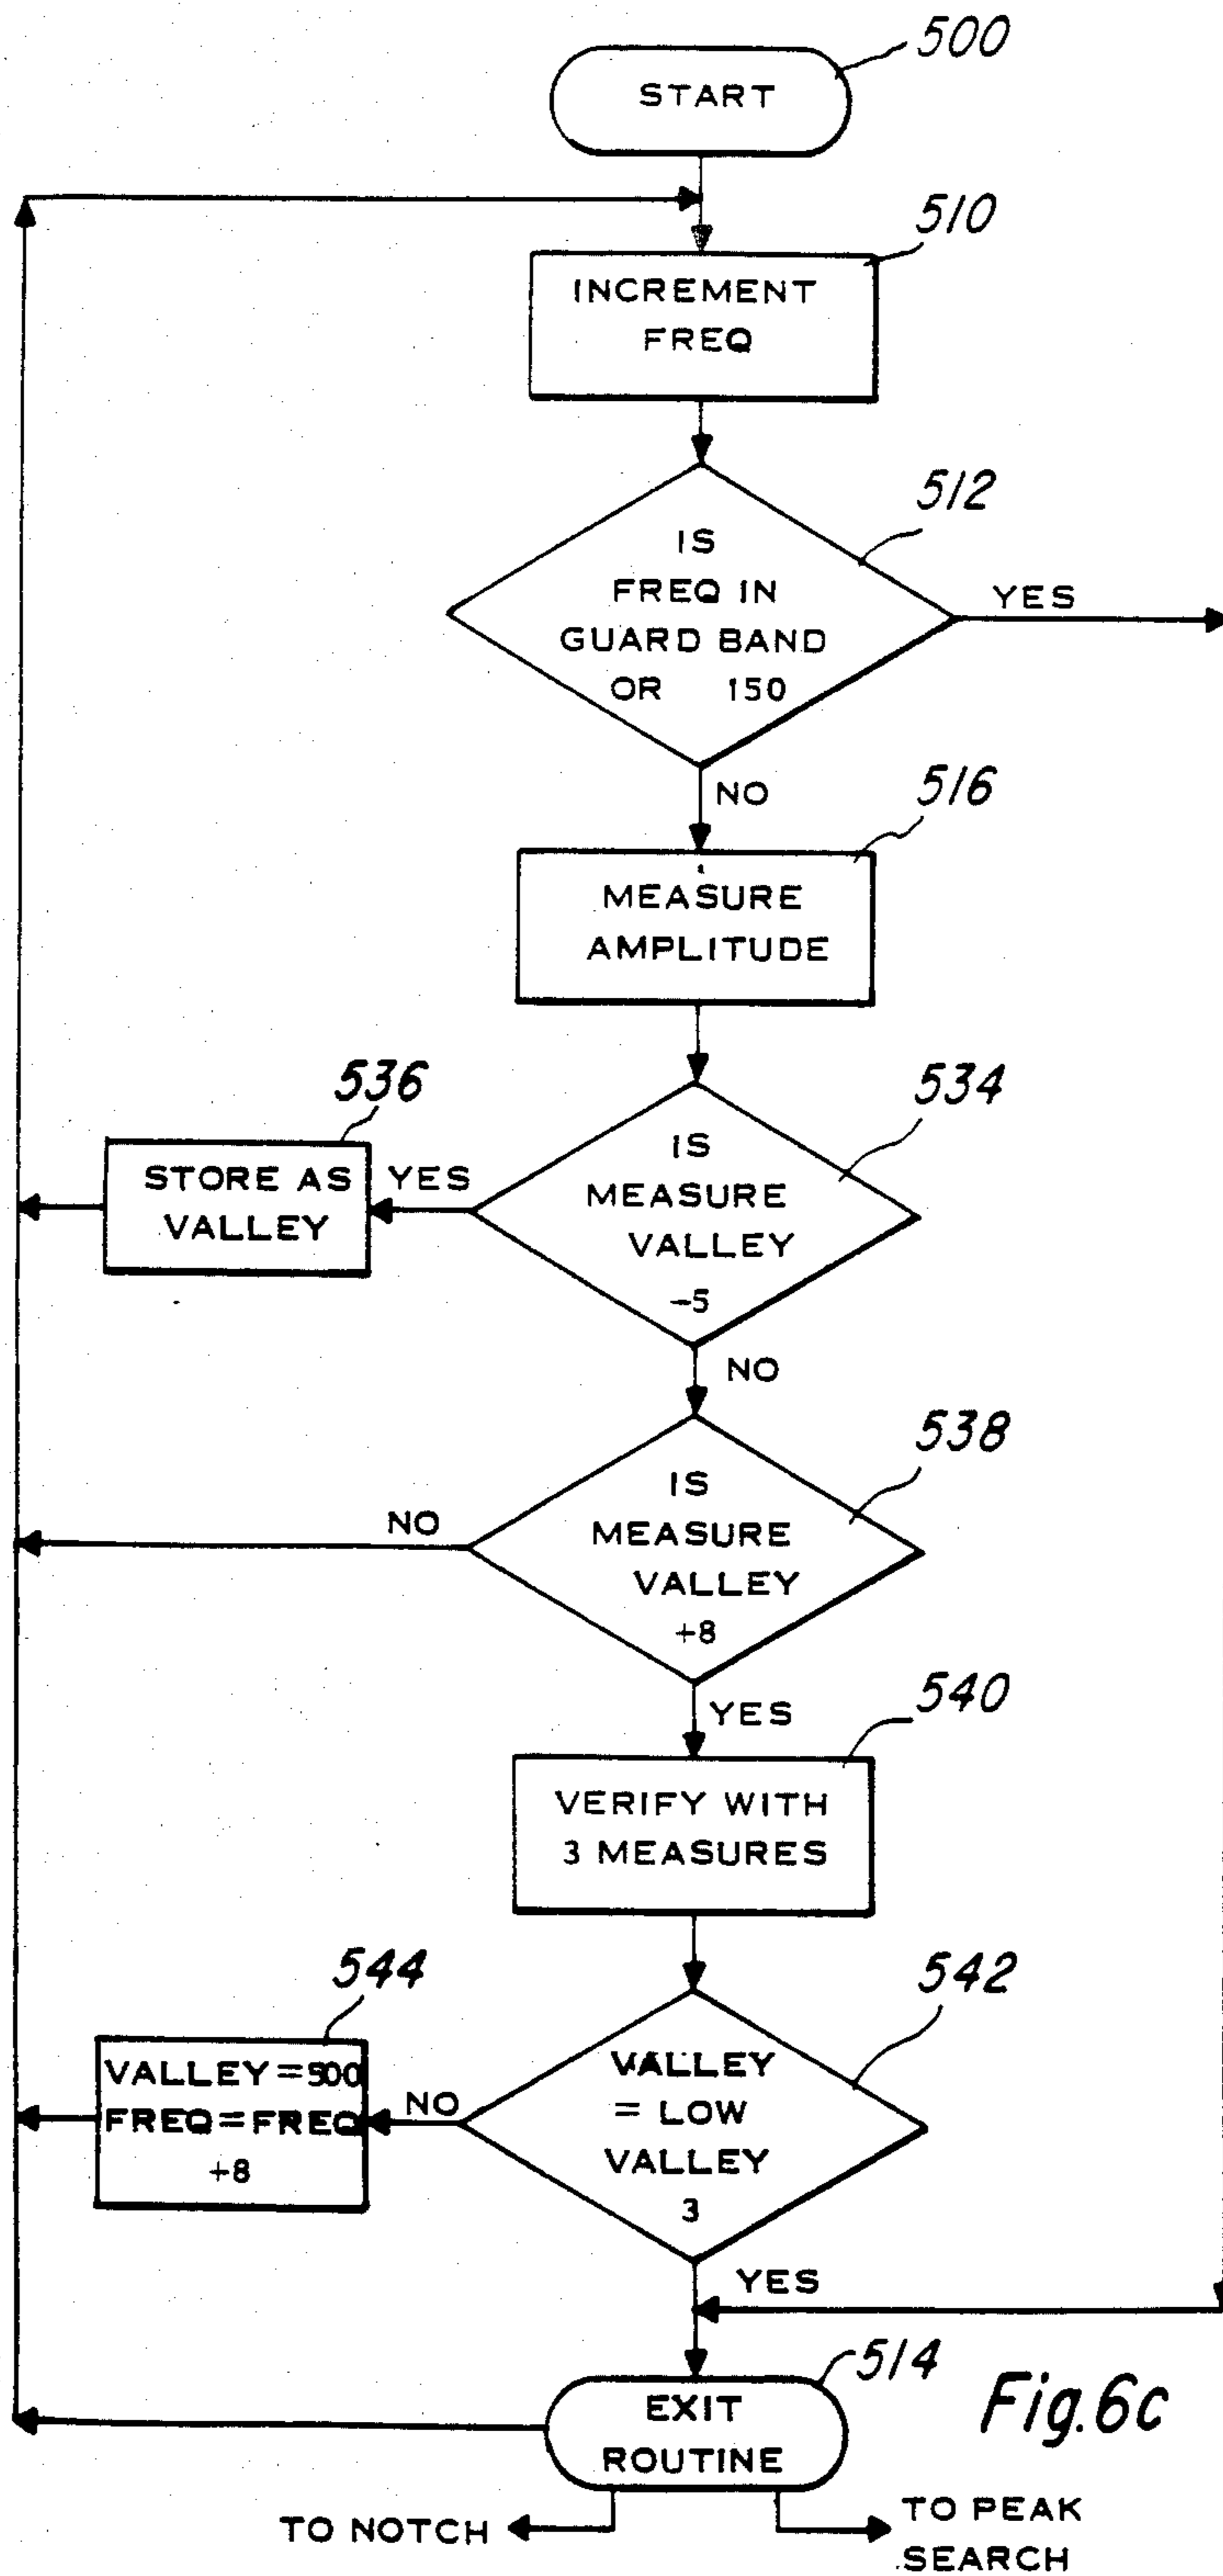 500
START
510
INCREMENT
FREQ
512
IS
FREQ IN
GUARD BAND
OR 150
YES
NO
516
MEASURE
AMPLITUDE
536
534
STORE AS
VALLEY
YES
IS
MEASURE
VALLEY
-5
NO
538
IS
MEASURE
VALLEY
+8
NO
YES
540
VERIFY WITH
3 MEASURES
544
542
VALLEY=500
FREQ=FREQ
+8
NO
VALLEY
= LOW
VALLEY
3
YES
514
EXIT
ROUTINE
Fig.6c
TO NOTCH
TO PEAK
SEARCH